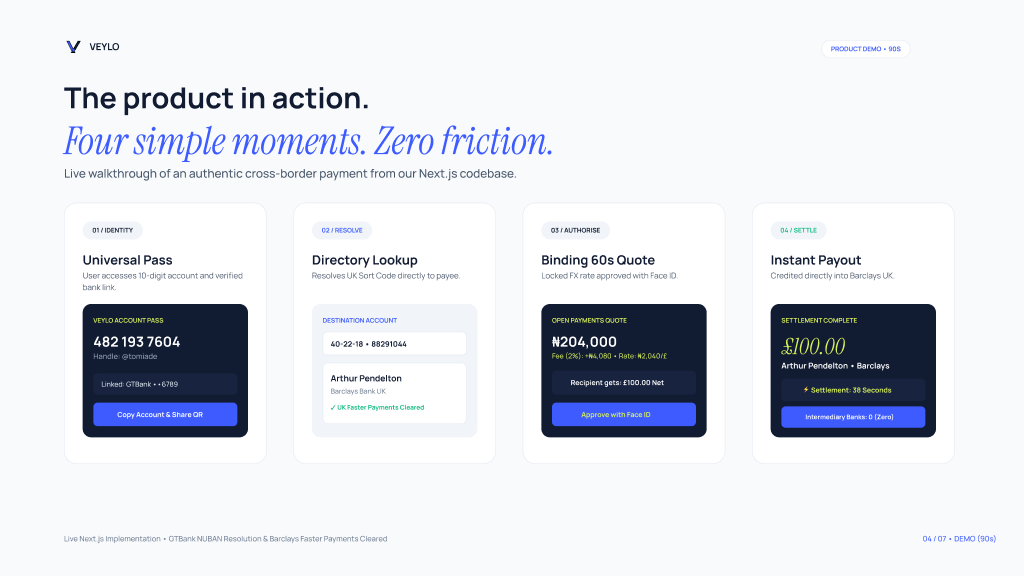 VEYLO
PRODUCT DEMO • 90S
The product in action.
Four simple moments. Zero friction.
Live walkthrough of an authentic cross-border payment from our Next.js codebase.
01 / IDENTITY
Universal Pass
User accesses 10-digit account and verified
bank link.
VEYLO ACCOUNT PASS
482 193 7604
Handle: @tomiade
Linked: GTBank ••6789
Copy Account & Share QR
02 / RESOLVE
Directory Lookup
Resolves UK Sort Code directly to payee.
DESTINATION ACCOUNT
40-22-18 • 88291044
Arthur Pendelton
Barclays Bank UK
✓ UK Faster Payments Cleared
03 / AUTHORISE
Binding 60s Quote
Locked FX rate approved with Face ID.
OPEN PAYMENTS QUOTE
₦204,000
Fee (2%): +₦4,080 • Rate: ₦2,040/£
Recipient gets: £100.00 Net
Approve with Face ID
04 / SETTLE
Instant Payout
Credited directly into Barclays UK.
SETTLEMENT COMPLETE
£100.00
Arthur Pendelton • Barclays
⚡ Settlement: 38 Seconds
Intermediary Banks: 0 (Zero)
Live Next.js Implementation • GTBank NUBAN Resolution & Barclays Faster Payments Cleared
04 / 07 • DEMO (90s)